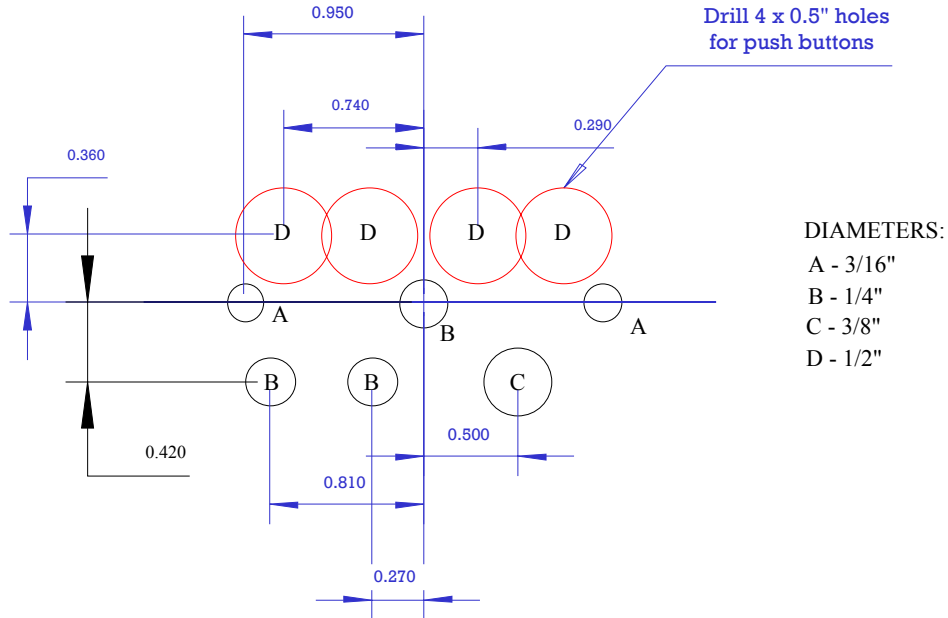 0.950
Drill 4 x 0.5" holes
for push buttons
0.740
0.290
0.360
D D D D
DIAMETERS:
A - 3/16"
B - 1/4"
C - 3/8"
D - 1/2"
A B A
B B C
0.500
0.420
0.810
0.270